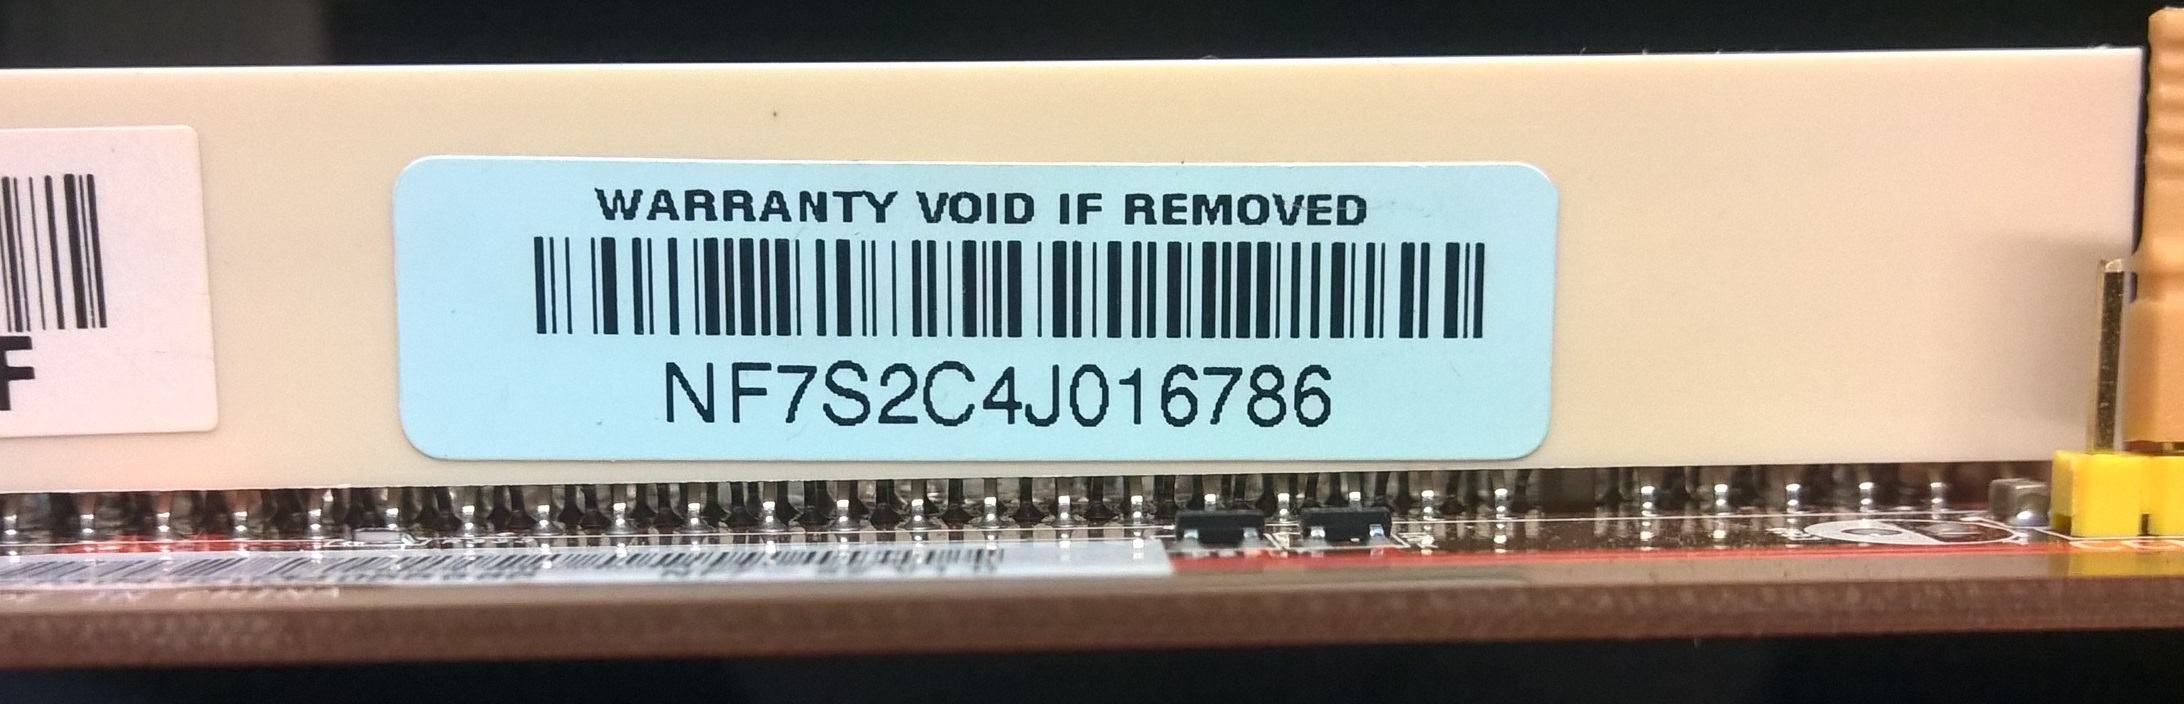 WARRANTY VOID IF REMOVED
NF7S2C4J016786
F